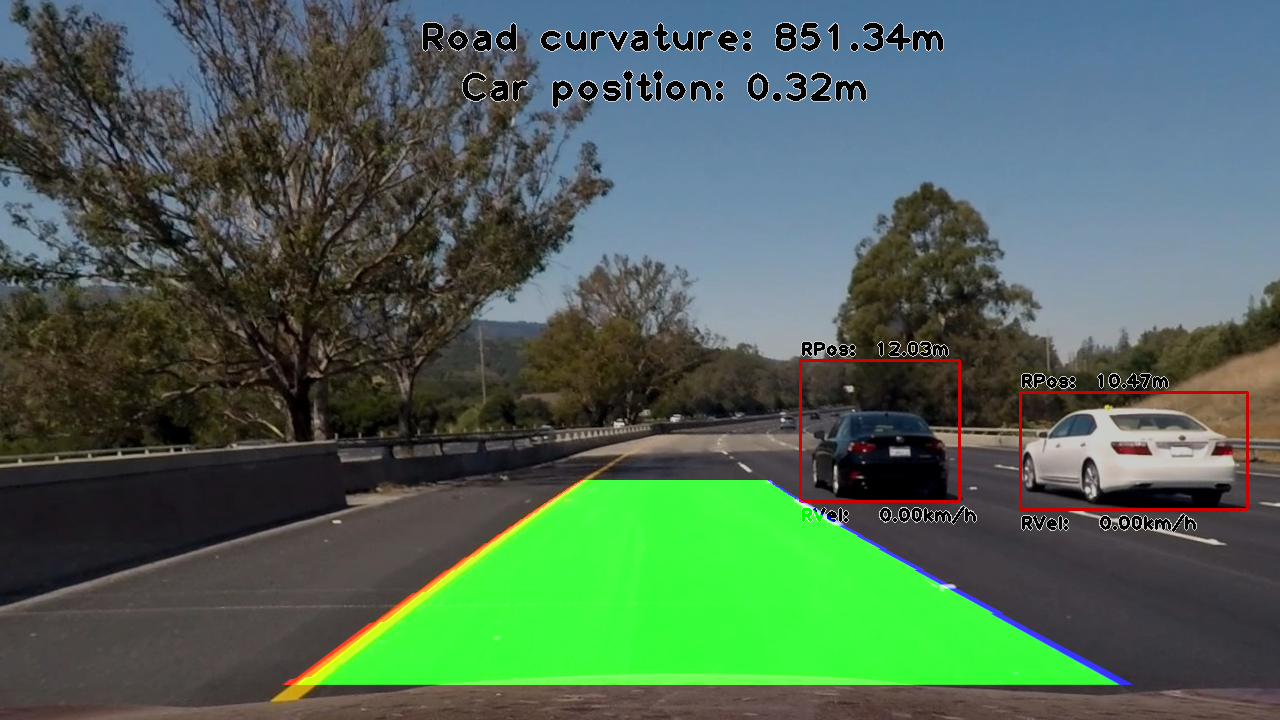 Road curvature: 851.34m
Car position: 0.32m
RPos: 12.03m
RPos: 10.47m
RVel: 0.00km/h
RVel: 0.00km/h